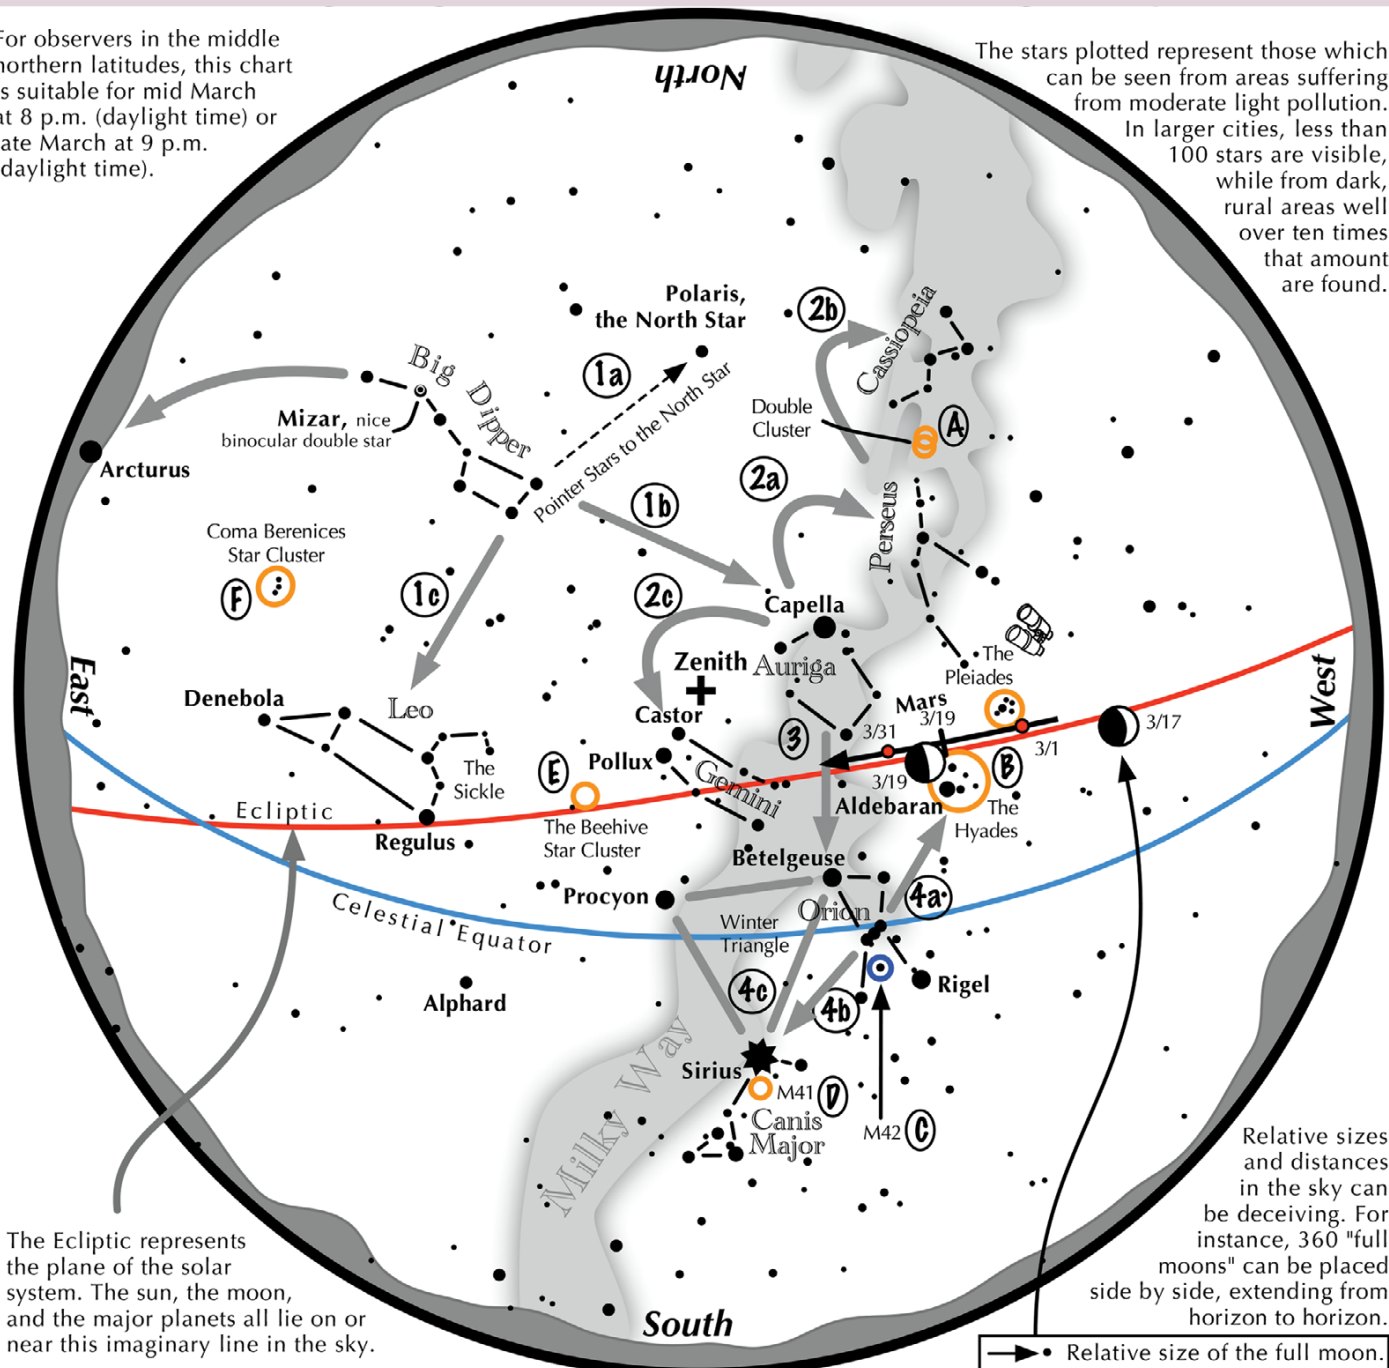 For observers in the middle
northern latitudes, this chart
is suitable for mid March
at 8 p.m. (daylight time) or
late March at 9 p.m.
(daylight time).
The stars plotted represent those which
can be seen from areas suffering
from moderate light pollution.
In larger cities, less than
100 stars are visible,
while from dark,
rural areas well
over ten times
that amount
are found.
North
Polaris,
the North Star
2b
Cassiopeia
1a
Big Dipper
Pointer Stars to the North Star
Mizar, nice
binocular double star
Double
Cluster
A
Arcturus
2a
1b
Perseus
Coma Berenices
Star Cluster
F
1c
2c
Capella
Zenith
Auriga
The
Pleiades
East
West
Denebola
Leo
Castor
Mars
3/19
3/31
3/1
3/17
3
The
Sickle
E
Pollux
Gemini
3/19
B
Aldebaran
The
Hyades
Ecliptic
Regulus
The Beehive
Star Cluster
Betelgeuse
Procyon
4a
Orion
Celestial Equator
Winter
Triangle
Alphard
4c
4b
Rigel
Milky Way
Sirius
M41
D
Canis
Major
M42
C
The Ecliptic represents
the plane of the solar
system. The sun, the moon,
and the major planets all lie on or
near this imaginary line in the sky.
South
Relative sizes
and distances
in the sky can
be deceiving. For
instance, 360 "full
moons" can be placed
side by side, extending from
horizon to horizon.
Relative size of the full moon.